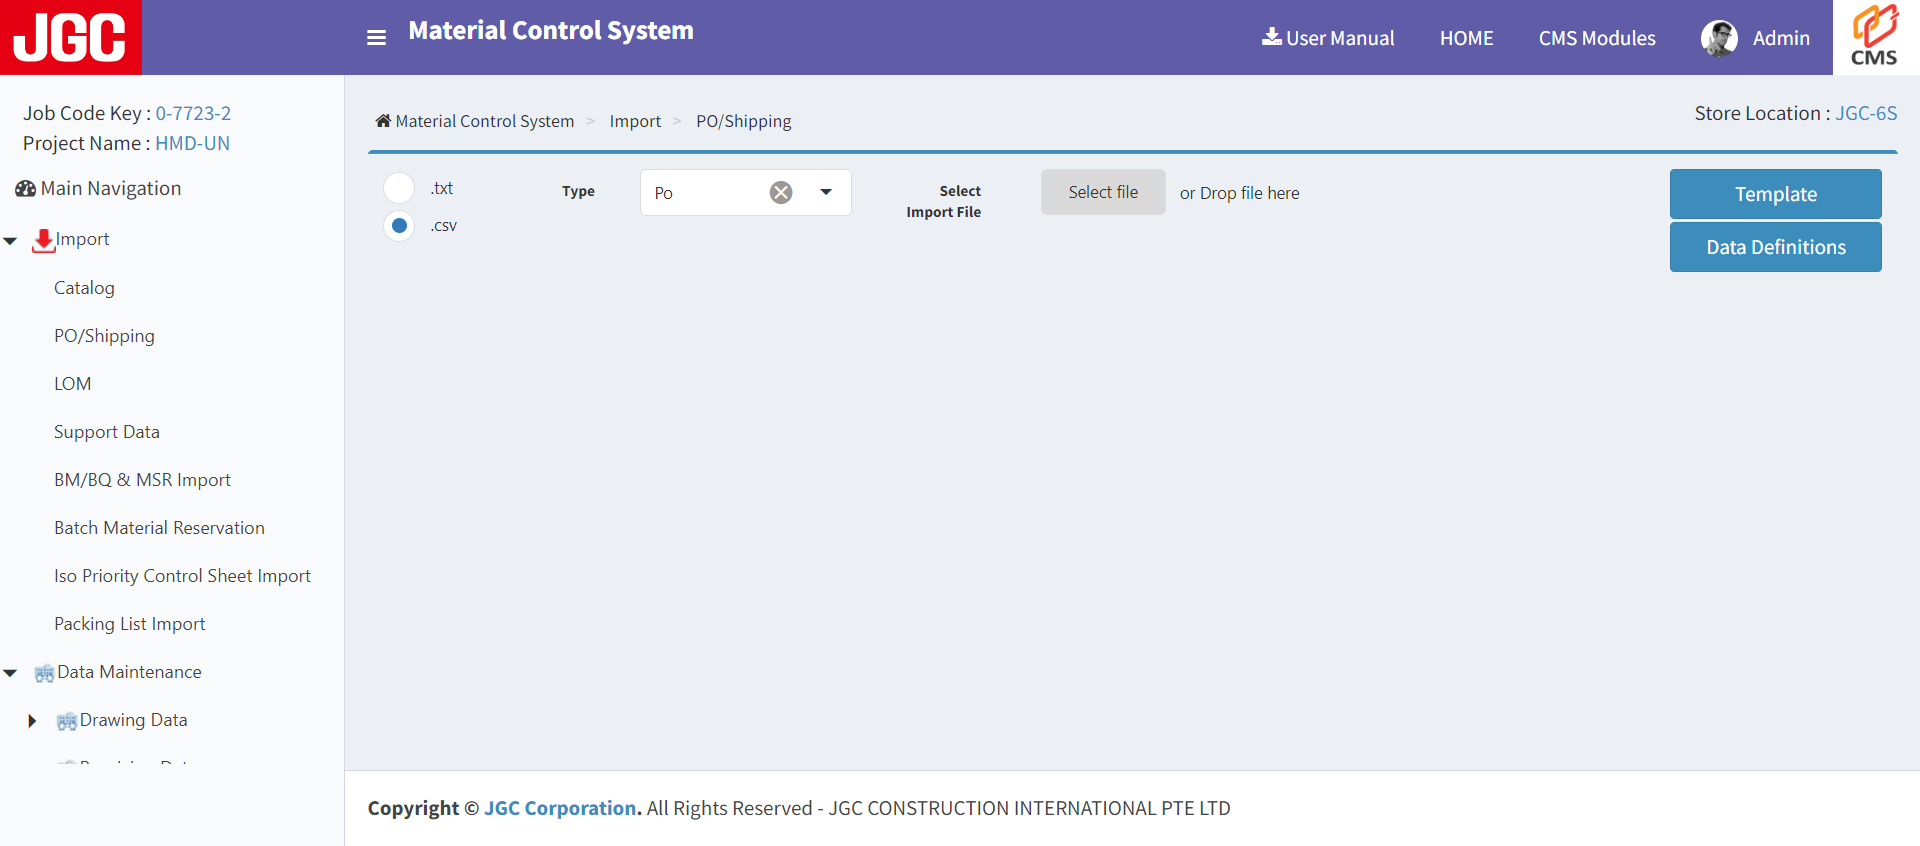 JGC
Material Control System
User Manual
HOME
CMS Modules
Admin
CMS
Job Code Key : 0-7723-2
Project Name : HMD-UN
Main Navigation
Import
Catalog
PO/Shipping
LOM
Support Data
BM/BQ & MSR Import
Batch Material Reservation
Iso Priority Control Sheet Import
Packing List Import
Data Maintenance
Drawing Data
Material Control System > Import > PO/Shipping
Store Location : JGC-6S
.txt
.csv
Type
Po
Select
Import File
Select file
or Drop file here
Template
Data Definitions
Copyright © JGC Corporation. All Rights Reserved - JGC CONSTRUCTION INTERNATIONAL PTE LTD